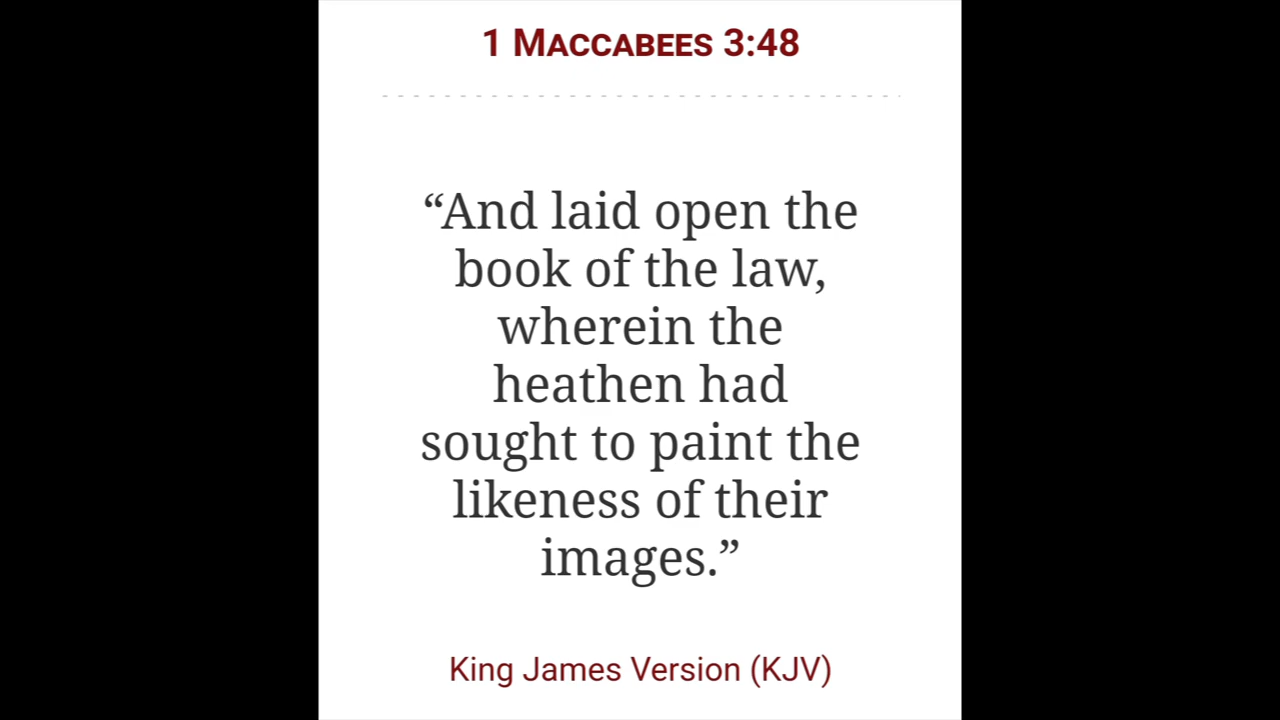 1 Maccabees 3:48
“And laid open the
book of the law,
wherein the
heathen had
sought to paint the
likeness of their
images.”
King James Version (KJV)